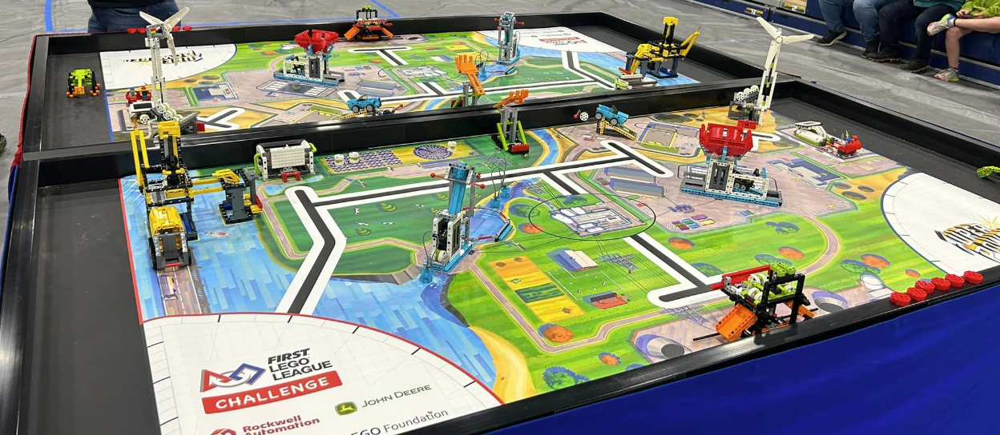 FIRST
LEGO
LEAGUE
CHALLENGE
JOHN DEERE
Rockwell
Automation
EGO Foundation